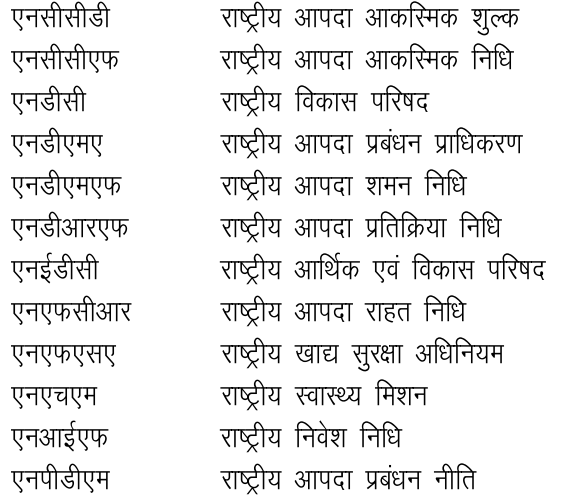 एनसीसीडी राष्ट्रीय आपदा आकस्मिक शुल्क
एनसीसीएफ राष्ट्रीय आपदा आकस्मिक निधि
एनडीसी राष्ट्रीय विकास परिषद
एनडीएमए राष्ट्रीय आपदा प्रबंधन प्राधिकरण
एनडीएमएफ राष्ट्रीय आपदा शमन निधि
एनडीआरएफ राष्ट्रीय आपदा प्रतिक्रिया निधि
एनईडीसी राष्ट्रीय आर्थिक एवं विकास परिषद
एनएफसीआर राष्ट्रीय आपदा राहत निधि
एनएफएसए राष्ट्रीय खाद्य सुरक्षा अधिनियम
एनएचएम राष्ट्रीय स्वास्थ्य मिशन
एनआईएफ राष्ट्रीय निवेश निधि
एनपीडीएम राष्ट्रीय आपदा प्रबंधन नीति